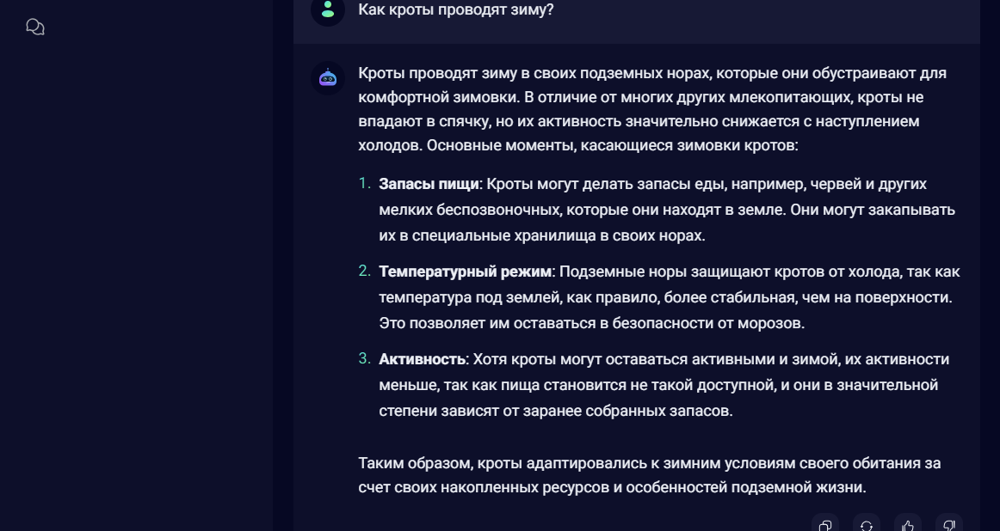 Как кроты проводят зиму?
Кроты проводят зиму в своих подземных норах, которые они обустраивают для
комфортной зимовки. В отличие от многих других млекопитающих, кроты не
впадают в спячку, но их активность значительно снижается с наступлением
холодов. Основные моменты, касающиеся зимовки кротов:
1. Запасы пищи: Кроты могут делать запасы еды, например, червей и других
мелких беспозвоночных, которые они находят в земле. Они могут закапывать
их в специальные хранилища в своих норах.
2. Температурный режим: Подземные норы защищают кротов от холода, так как
температура под землей, как правило, более стабильная, чем на поверхности.
Это позволяет им оставаться в безопасности от морозов.
3. Активность: Хотя кроты могут оставаться активными и зимой, их активности
меньше, так как пища становится не такой доступной, и они в значительной
степени зависят от заранее собранных запасов.
Таким образом, кроты адаптировались к зимним условиям своего обитания за
счет своих накопленных ресурсов и особенностей подземной жизни.